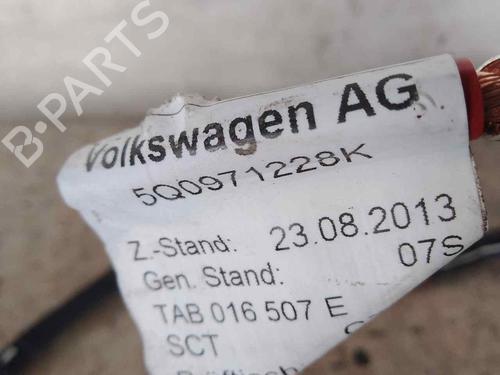 B-PARTS
Volkswagen AG
5Q0971228K
Z.-Stand: 23.08.2013
Gen. Stand: 07S
TAB 016 507 E
SCT